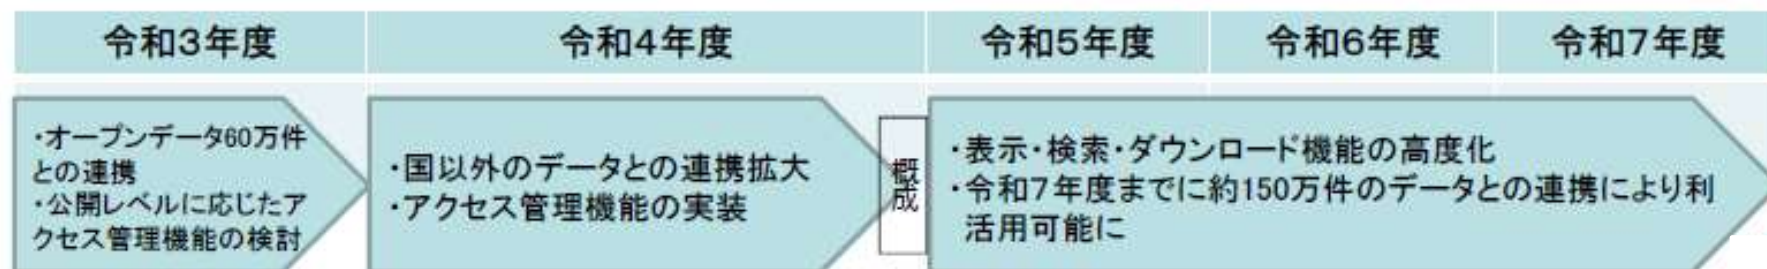 令和3年度
令和4年度
令和5年度
令和6年度
令和7年度
・オープンデータ60万件
との連携
・公開レベルに応じたア
クセス管理機能の検討
・国以外のデータとの連携拡大
・アクセス管理機能の実装
概成
・表示・検索・ダウンロード機能の高度化
・令和7年度までに約150万件のデータとの連携により利
活用可能に